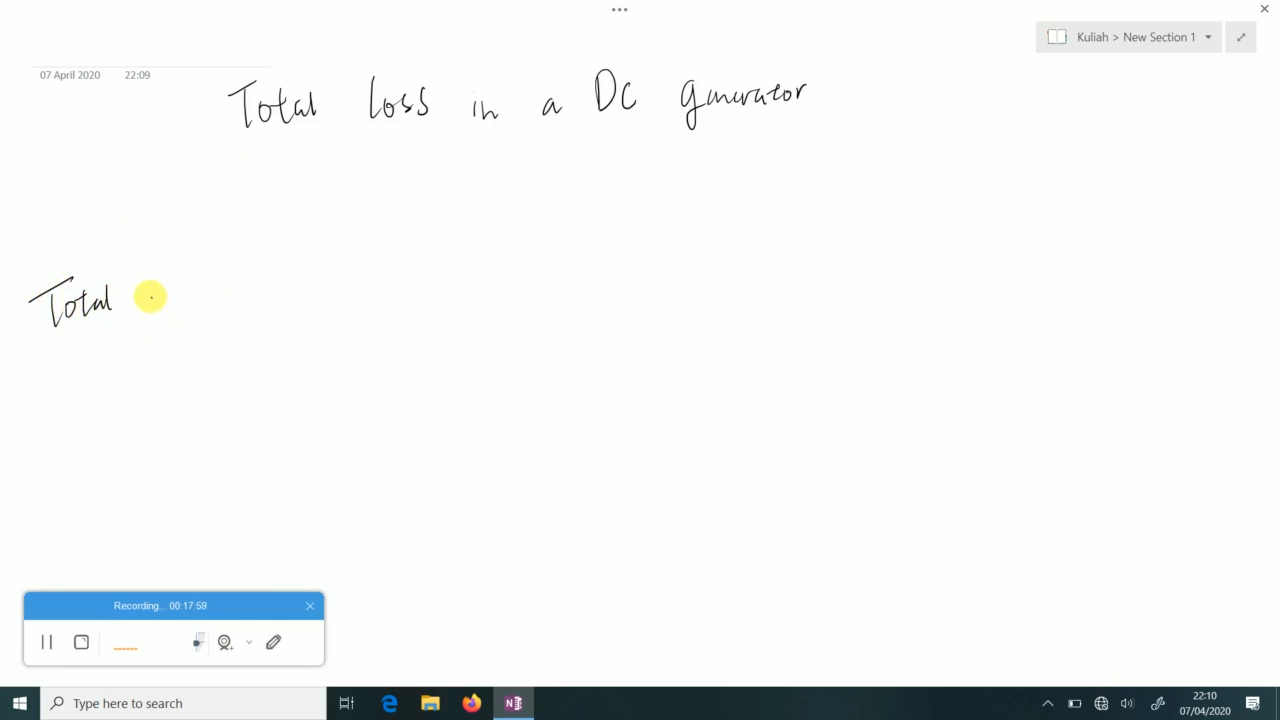 Kuliah > New Section 1
07 April 2020 22:09
Total loss in a DC generator
Total
Recording... 00:17:59
Type here to search
22:10
07/04/2020